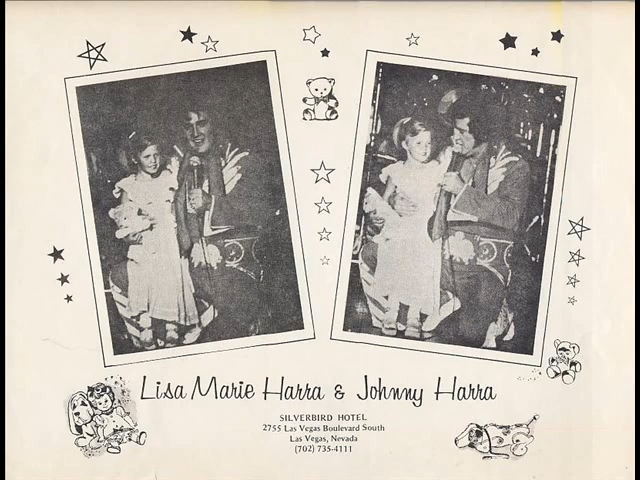 Lisa Marie Harra & Johnny Harra
SILVERBIRD HOTEL
2755 Las Vegas Boulevard South
Las Vegas, Nevada
(702) 735-4111